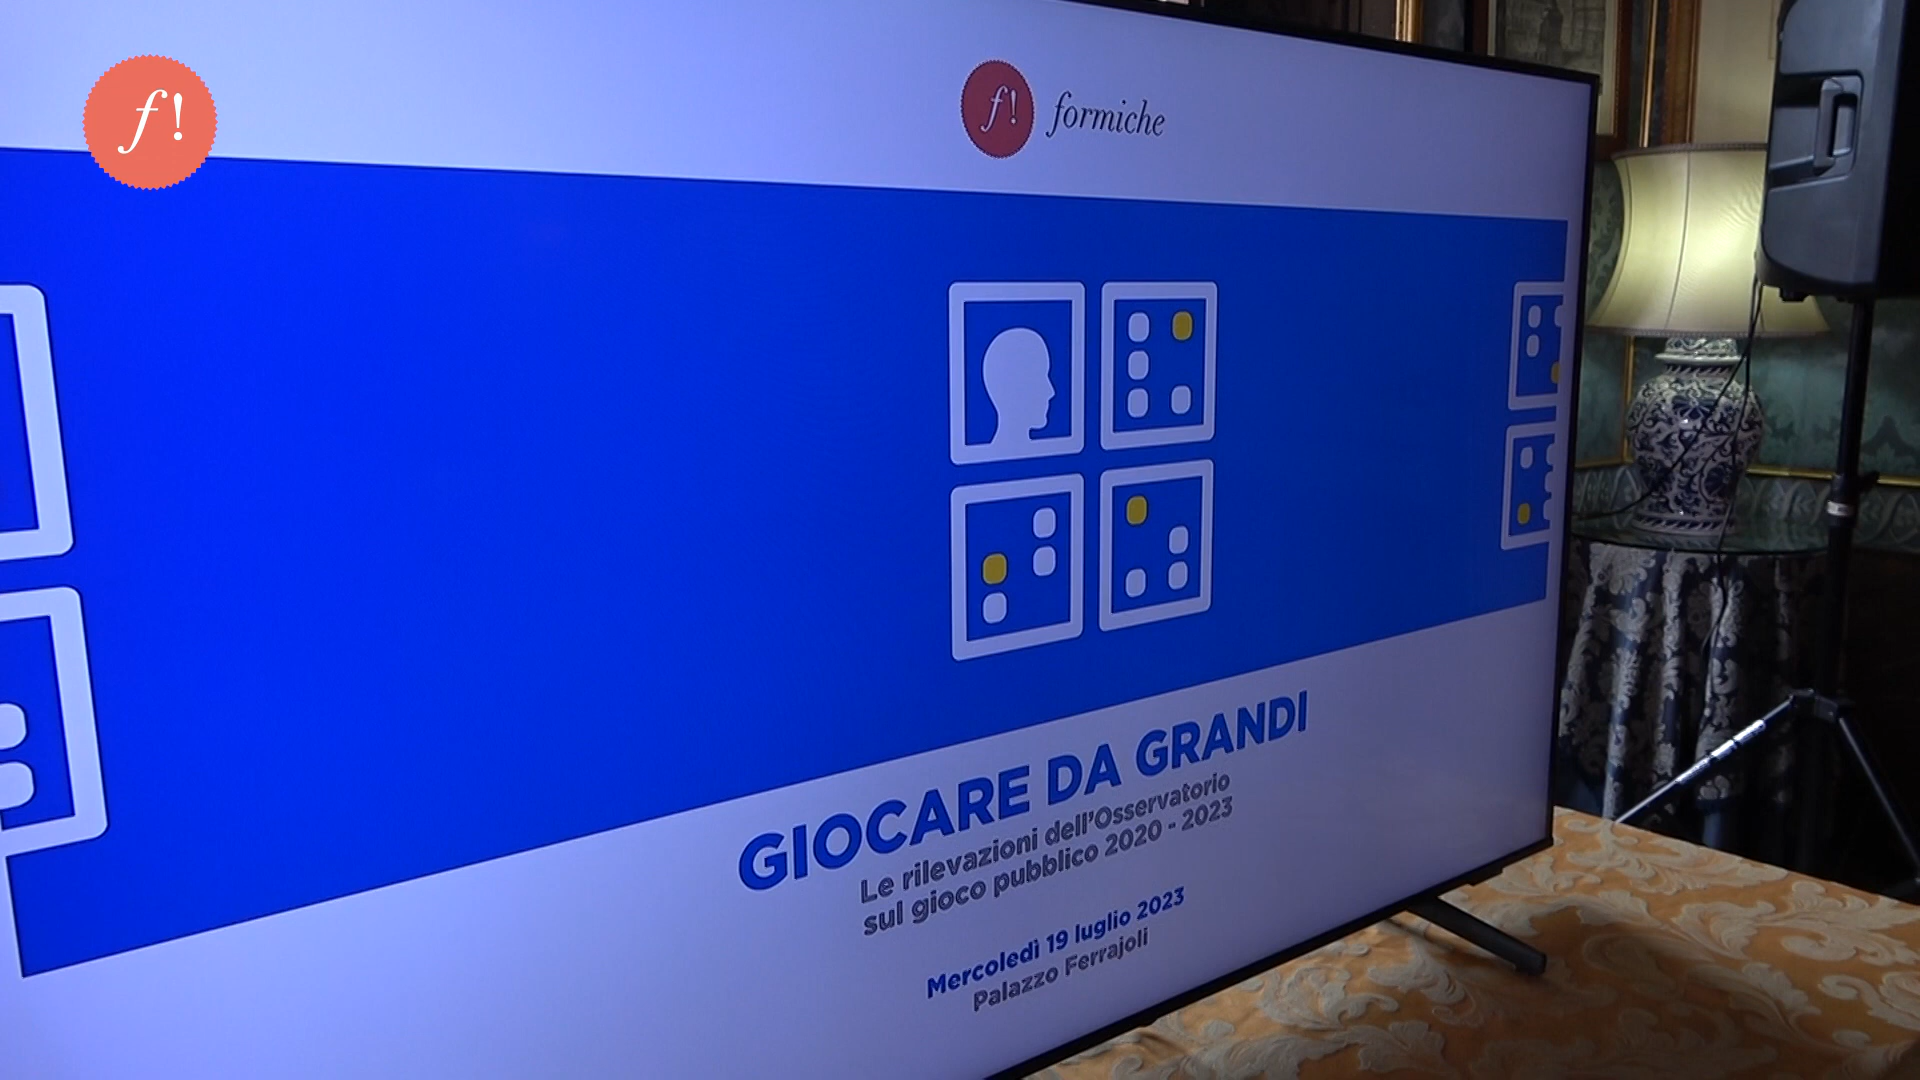 f!
f! formiche
GIOCARE DA GRANDI
Le rilevazioni dell'Osservatorio
sul gioco pubblico 2020 - 2023
Mercoledì 19 luglio 2023
Palazzo Ferrajoli